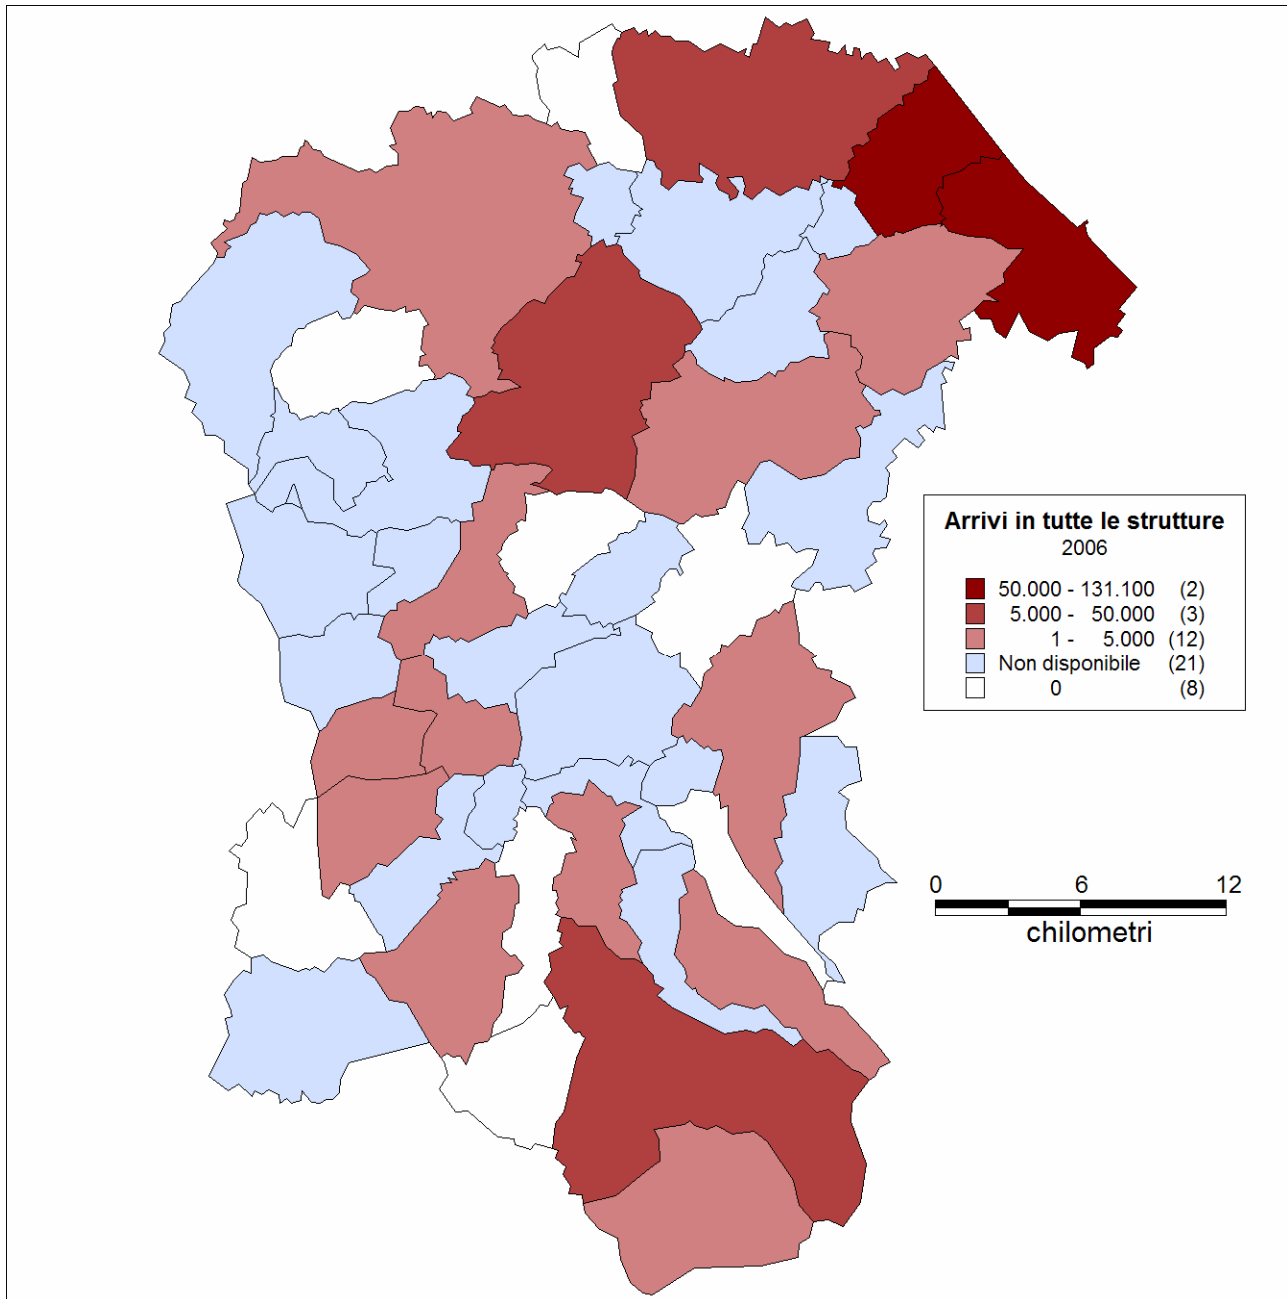 Arrivi in tutte le strutture
2006
50.000 - 131.100 (2)
5.000 - 50.000 (3)
1 - 5.000 (12)
Non disponibile (21)
0 (8)
0 6 12
chilometri